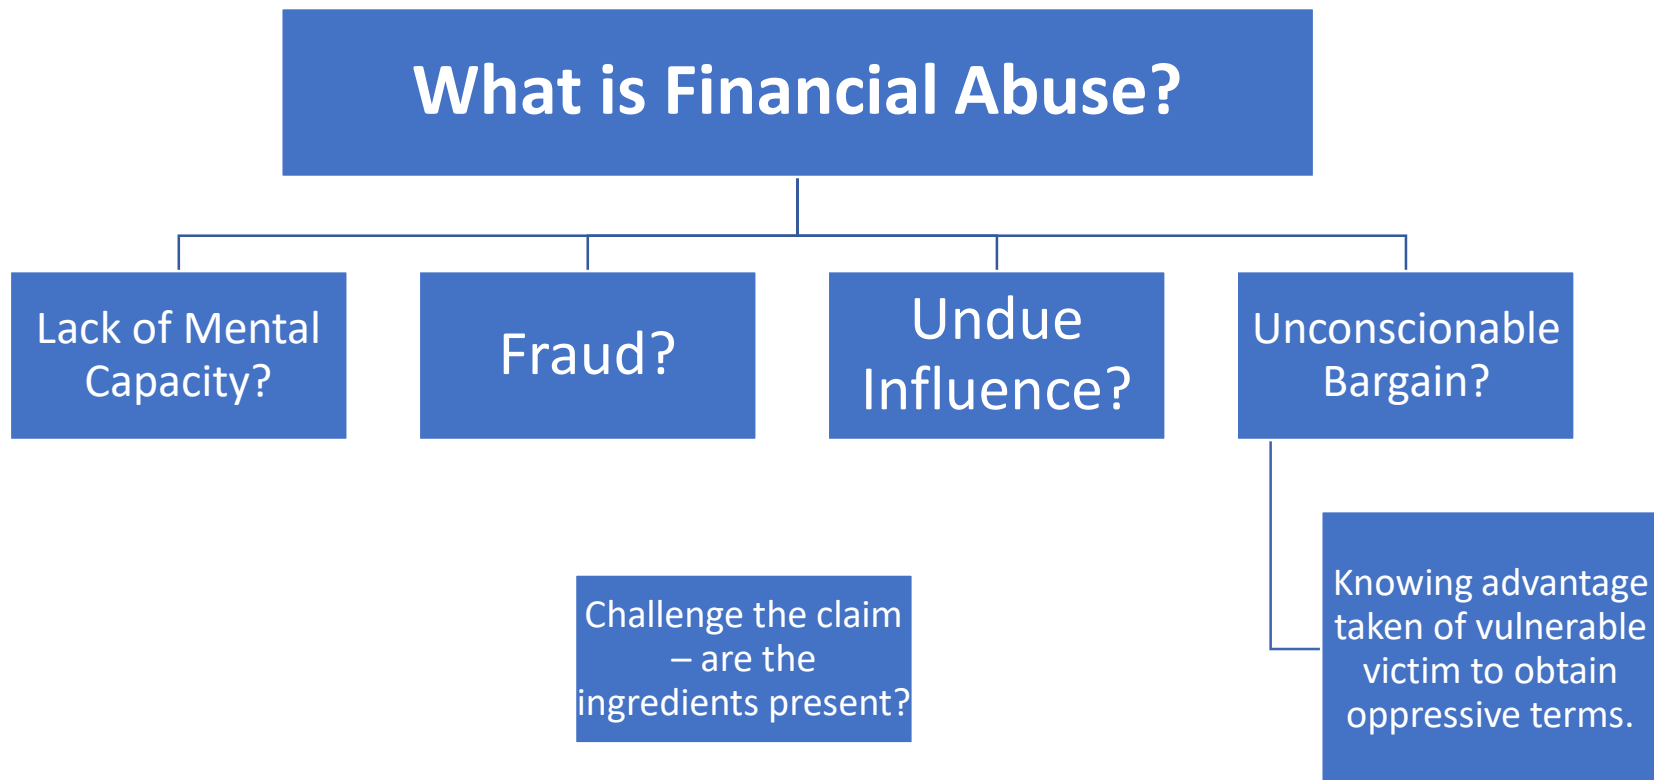 What is Financial Abuse?
Lack of Mental
Capacity?
Fraud?
Undue
Influence?
Unconscionable
Bargain?
Challenge the claim
– are the
ingredients present?
Knowing advantage
taken of vulnerable
victim to obtain
oppressive terms.